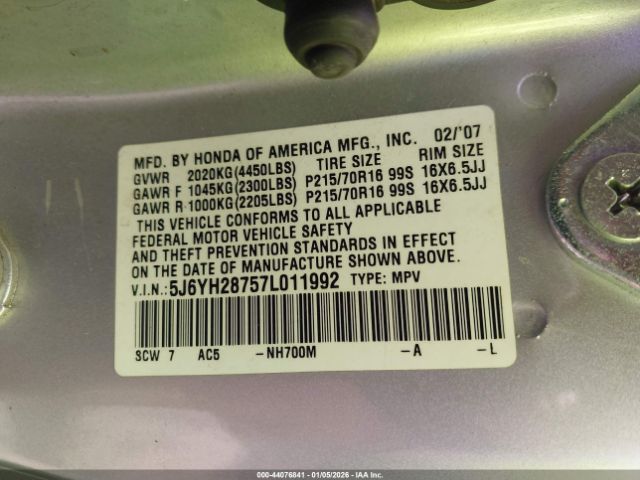 MFD. BY HONDA OF AMERICA MFG., INC. 02/'07
GVWR 2020KG(4450LBS) TIRE SIZE RIM SIZE
GAWR F 1045KG(2300LBS) P215/70R16 99S 16X6.5JJ
GAWR R 1000KG(2205LBS) P215/70R16 99S 16X6.5JJ
THIS VEHICLE CONFORMS TO ALL APPLICABLE
FEDERAL MOTOR VEHICLE SAFETY
AND THEFT PREVENTION STANDARDS IN EFFECT
ON THE DATE OF MANUFACTURE SHOWN ABOVE.
V.I.N.: 5J6YH28757L011992 TYPE: MPV
SCW 7 AC5 -NH700M -A -L
000-44076841 | 01/05/2026 | IAA Inc.